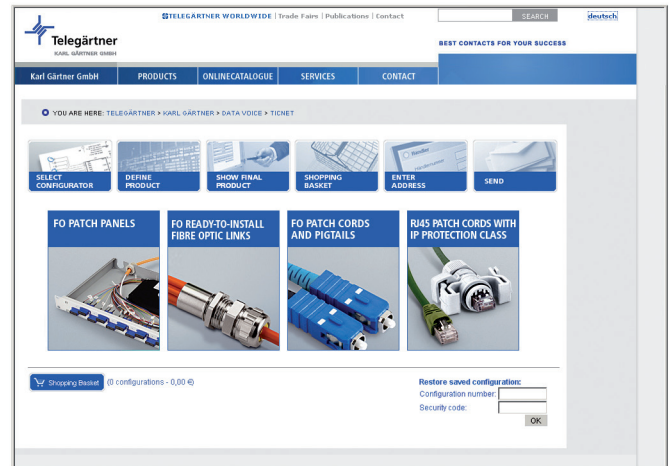 TELEGÄRTNER WORLDWIDE | Trade Fairs | Publications | Contact
SEARCH
deutsch
Telegärtner
KARL GÄRTNER GMBH
BEST CONTACTS FOR YOUR SUCCESS
Karl Gärtner GmbH PRODUCTS ONLINECATALOGUE SERVICES CONTACT
YOU ARE HERE: TELEGÄRTNER > KARL GÄRTNER > DATA VOICE > TICNET
SELECT
CONFIGURATOR
DEFINE
PRODUCT
SHOW FINAL
PRODUCT
SHOPPING
BASKET
Händler
ENTER
ADDRESS
SEND
FO PATCH PANELS
FO READY-TO-INSTALL
FIBRE OPTIC LINKS
FO PATCH CORDS
AND PIGTAILS
RJ45 PATCH CORDS WITH
IP PROTECTION CLASS
Shopping Basket (0 configurations - 0,00 €)
Restore saved configuration:
Configuration number:
Security code:
OK